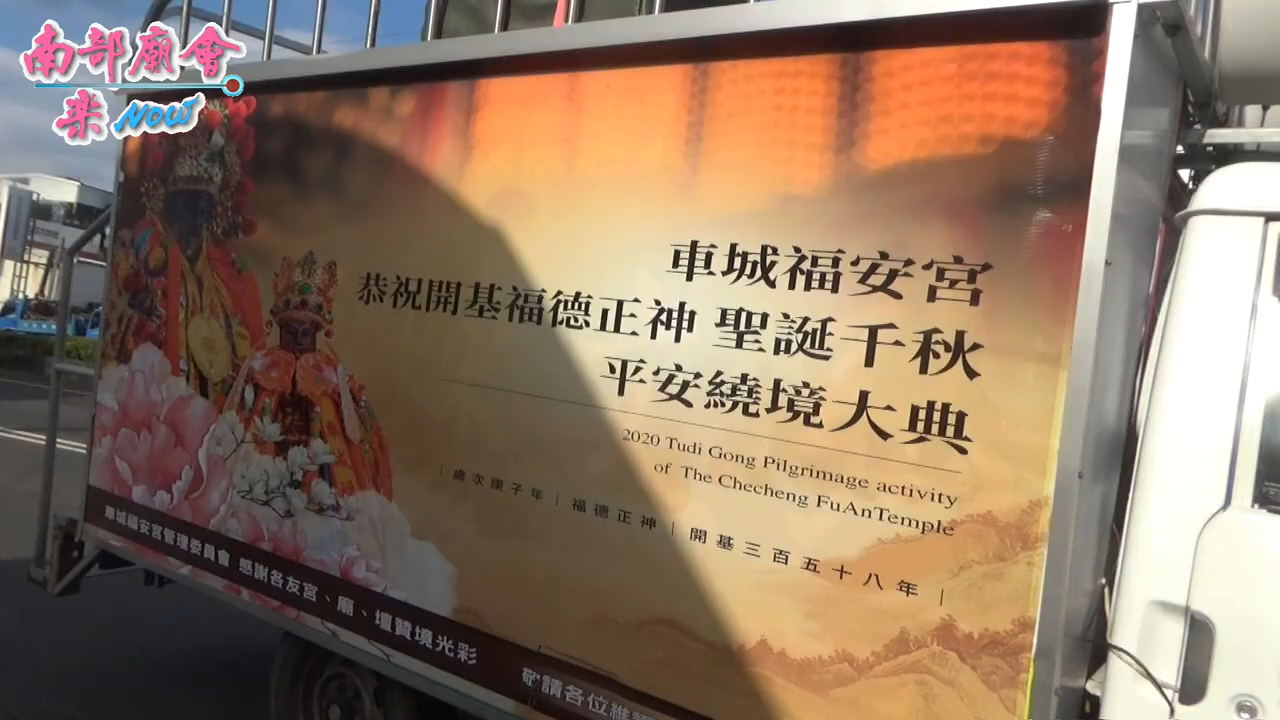 南部廟會
楽 NOW
車城福安宮
恭祝開基福德正神 聖誕千秋
平安繞境大典
2020 Tudi Gong Pilgrimage activity
of The Checheng FuAnTemple
| 歲次庚子年 | 福德正神 | 開基三百五十八年 |
車城福安宮管理委員會 感謝各友宮、廟、壇贊境光彩 敬請各位維